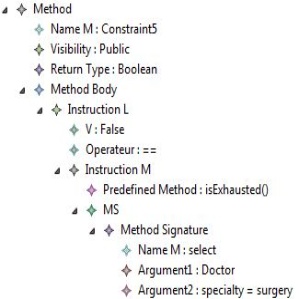 Method
Name M : Constraint5
Visibility : Public
Return Type : Boolean
Method Body
Instruction L
V : False
Operateur : ==
Instruction M
Predefined Method : isExhausted()
MS
Method Signature
Name M : select
Argument1 : Doctor
Argument2 : specialty = surgery